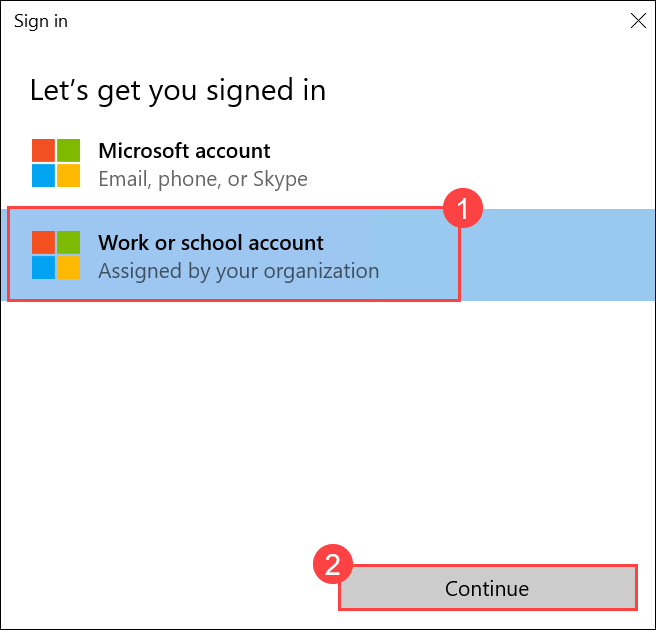 Sign in
Let’s get you signed in
Microsoft account
Email, phone, or Skype
1
Work or school account
Assigned by your organization
2
Continue